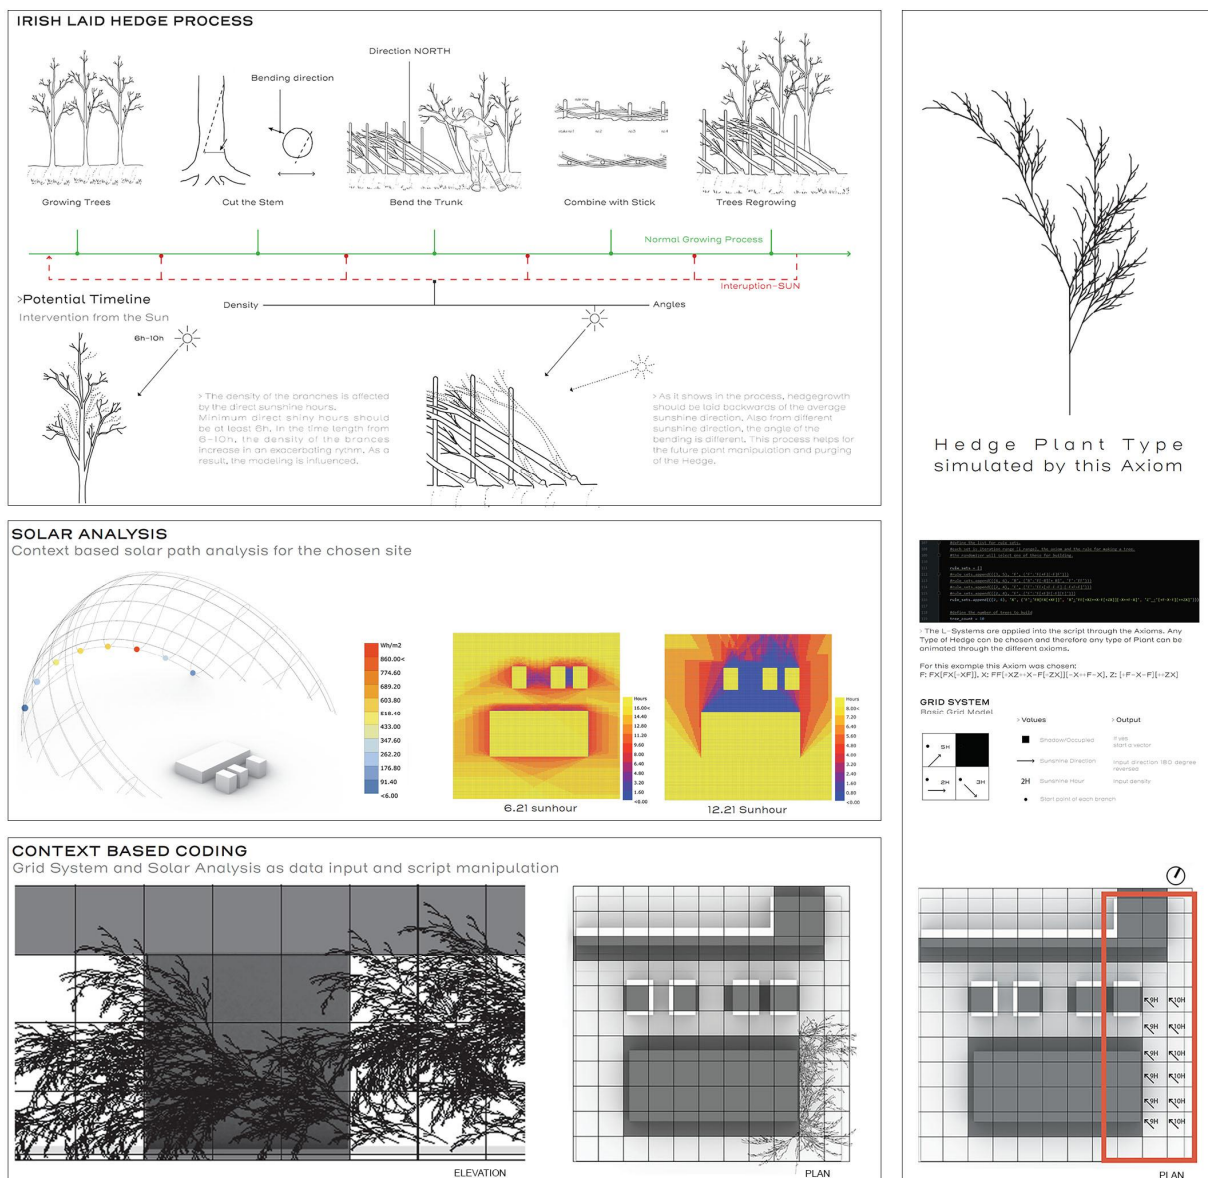 IRISH LAID HEDGE PROCESS
Direction NORTH
Bending direction
Growing Trees
Cut the Stem
Bend the Trunk
Combine with Stick
Trees Regrowing
Normal Growing Process
Interuption-SUN
>Potential Timeline
Intervention from the Sun
Density
Angles
6h-10h
> The density of the branches is affected
by the direct sunshine hours.
Minimum direct shiny hours should
be at least 6h. In the time length from
6-10h, the density of the brances
increase in an exacerbating rythm. As a
result, the modeling is influenced.
> As it shows in the process, hedgegrowth
should be laid backwards of the average
sunshine direction. Also from different
sunshine direction, the angle of the
bending is different. This process helps for
the future plant manipulation and purging
of the Hedge.
Hedge Plant Type
simulated by this Axiom
SOLAR ANALYSIS
Context based solar path analysis for the chosen site
Wh/m2
860.00<
774.60
689.20
603.80
518.40
433.00
347.60
262.20
176.80
91.40
<6.00
Hours
15.00<
14.40
12.80
11.20
9.60
8.00
6.40
4.80
3.20
1.60
<0.00
6.21 sunhour
Hours
8.00<
7.20
6.40
5.60
4.80
4.00
3.20
2.40
1.60
0.80
<0.00
12.21 Sunhour
> The L-Systems are applied into the script through the Axioms. Any
Type of Hedge can be chosen and therefore any type of Plant can be
animated through the different axioms.
For this example this Axiom was chosen:
F: FX[FX[+XF]], X: FF[+XZ++X-F[+ZX]][-X++F-X], Z: [+F-X-F][++ZX]
GRID SYSTEM
Basic Grid Model
> Values
> Output
5H
2H
3H
Shadow/Occupied
if yes
start a vector
Sunshine Direction
input direction 180 degree
reversed
2H
Sunshine Hour
input density
Start point of each branch
CONTEXT BASED CODING
Grid System and Solar Analysis as data input and script manipulation
ELEVATION
PLAN
9H 10H
9H 10H
9H 10H
9H 10H
9H 10H
9H 10H
PLAN